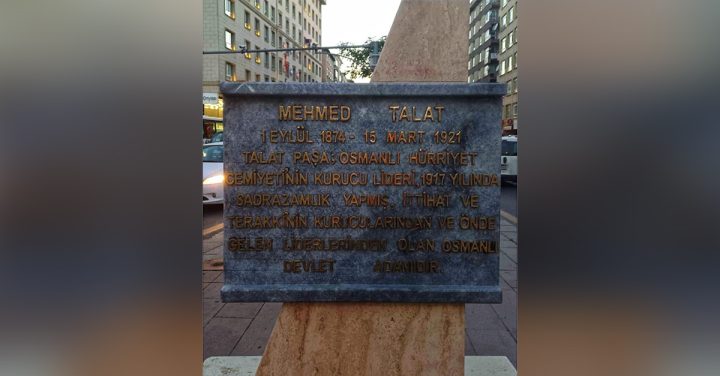 MEHMED TALAT
1 EYLÜL 1874 - 15 MART 1921
TALAT PAŞA: OSMANLI HÜRRİYET
CEMİYETİNİN KURUCU LİDERİ, 1917 YILINDA
SADRAZAMLIK YAPMIŞ, İTTİHAT VE
TERAKKİNİN KURUCULARINDAN VE ÖNDE
GELEN LİDERLERİNDEN OLAN OSMANLI
DEVLET ADAMIDIR.